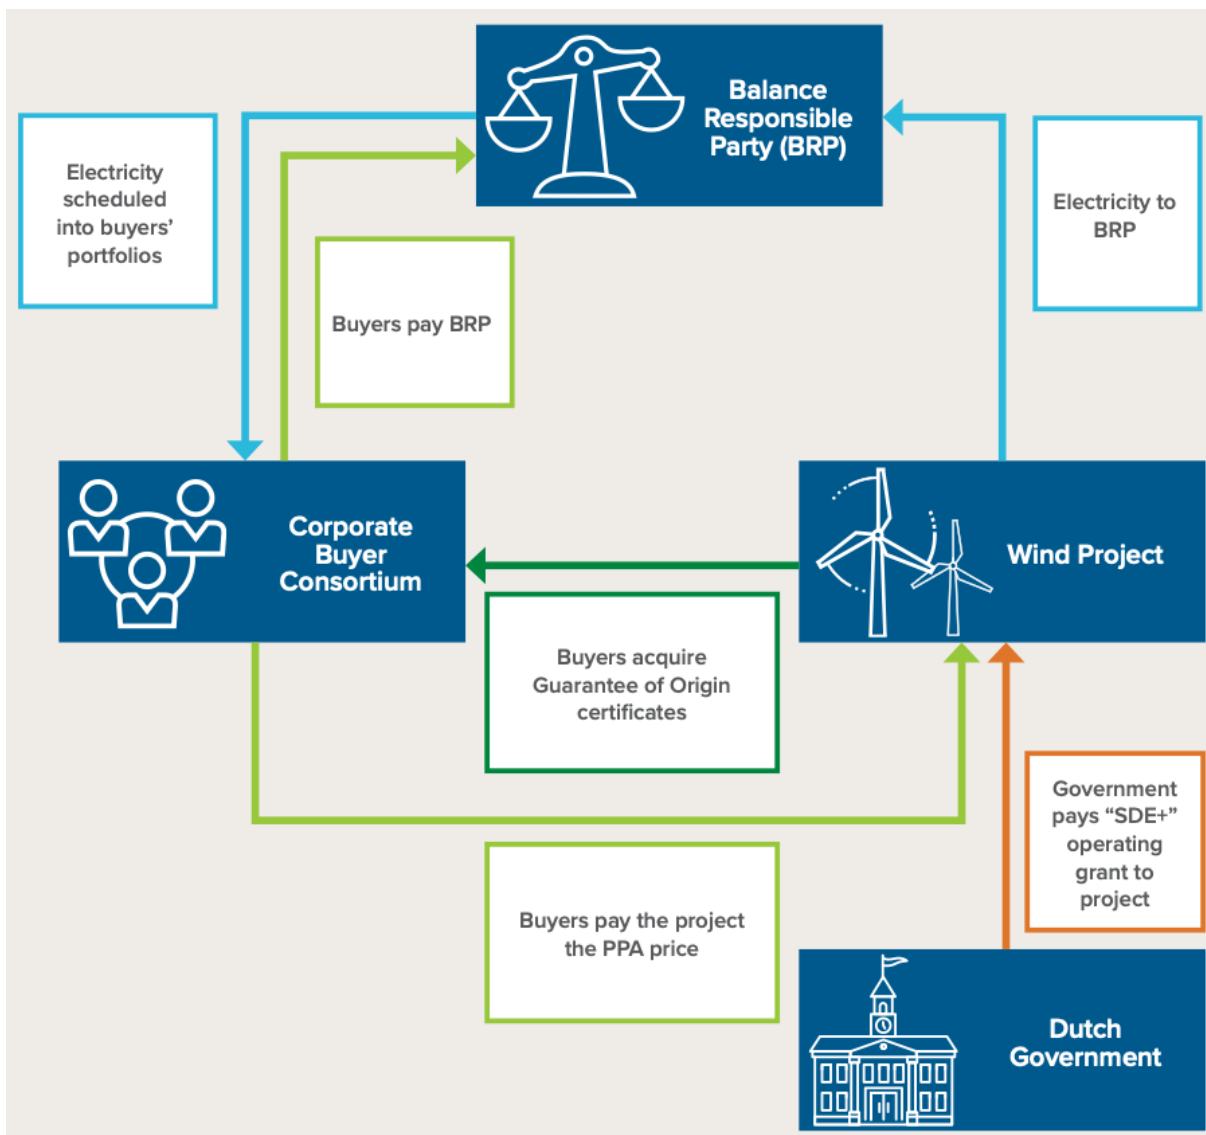 Balance
Responsible
Party (BRP)
Electricity
scheduled
into buyers’
portfolios
Electricity to
BRP
Buyers pay BRP
Corporate
Buyer
Consortium
Wind Project
Buyers acquire
Guarantee of Origin
certificates
Government
pays “SDE+”
operating
grant to
project
Buyers pay the project
the PPA price
Dutch
Government